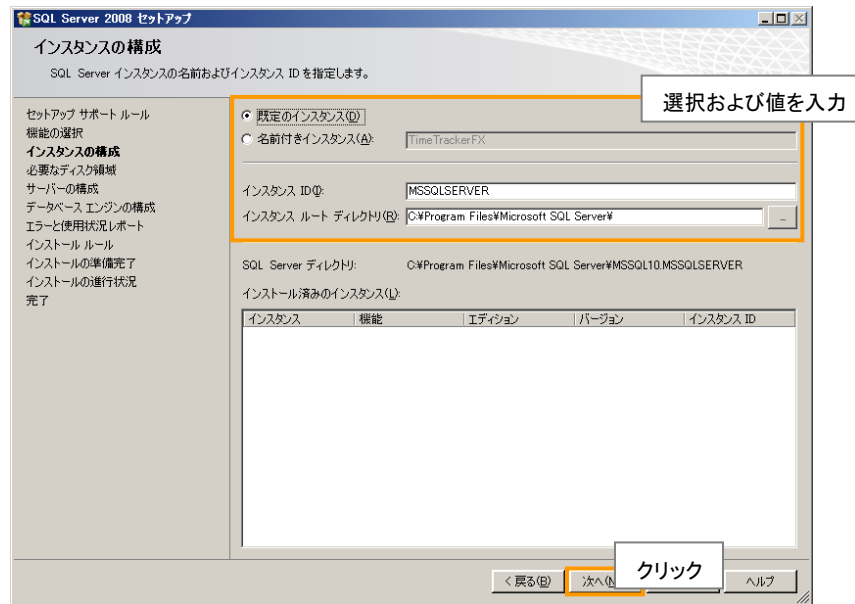 SQL Server 2008 セットアップ
インスタンスの構成
SQL Server インスタンスの名前およびインスタンス ID を指定します。
選択および値を入力
セットアップ サポート ルール
機能の選択
インスタンスの構成
必要なディスク領域
サーバーの構成
データベース エンジンの構成
エラーと使用状況レポート
インストール ルール
インストールの準備完了
インストールの進行状況
完了
既定のインスタンス(D)
名前付きインスタンス(A): TimeTrackerFX
インスタンス ID(I): MSSQLSERVER
インスタンス ルート ディレクトリ(R): C:¥Program Files¥Microsoft SQL Server¥ ...
SQL Server ディレクトリ: C:¥Program Files¥Microsoft SQL Server¥MSSQL10.MSSQLSERVER
インストール済みのインスタンス(L):
インスタンス 機能 エディション バージョン インスタンス ID
クリック
< 戻る(B) 次へ(N ヘルプ